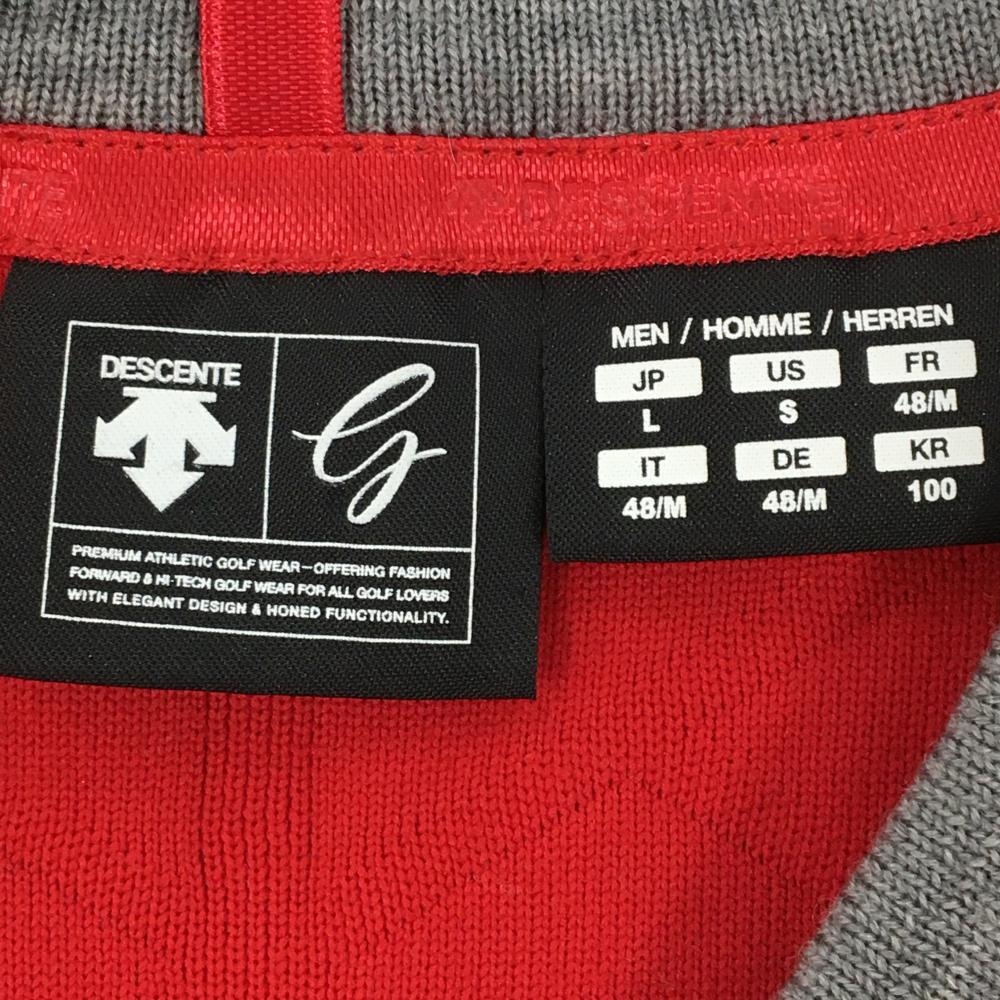 DESCENTE
DESCENTE
G
PREMIUM ATHLETIC GOLF WEAR—OFFERING FASHION
FORWARD & HI-TECH GOLF WEAR FOR ALL GOLF LOVERS
WITH ELEGANT DESIGN & HONED FUNCTIONALITY.
MEN / HOMME / HERREN
JP US FR
L S 48/M
IT DE KR
48/M 48/M 100